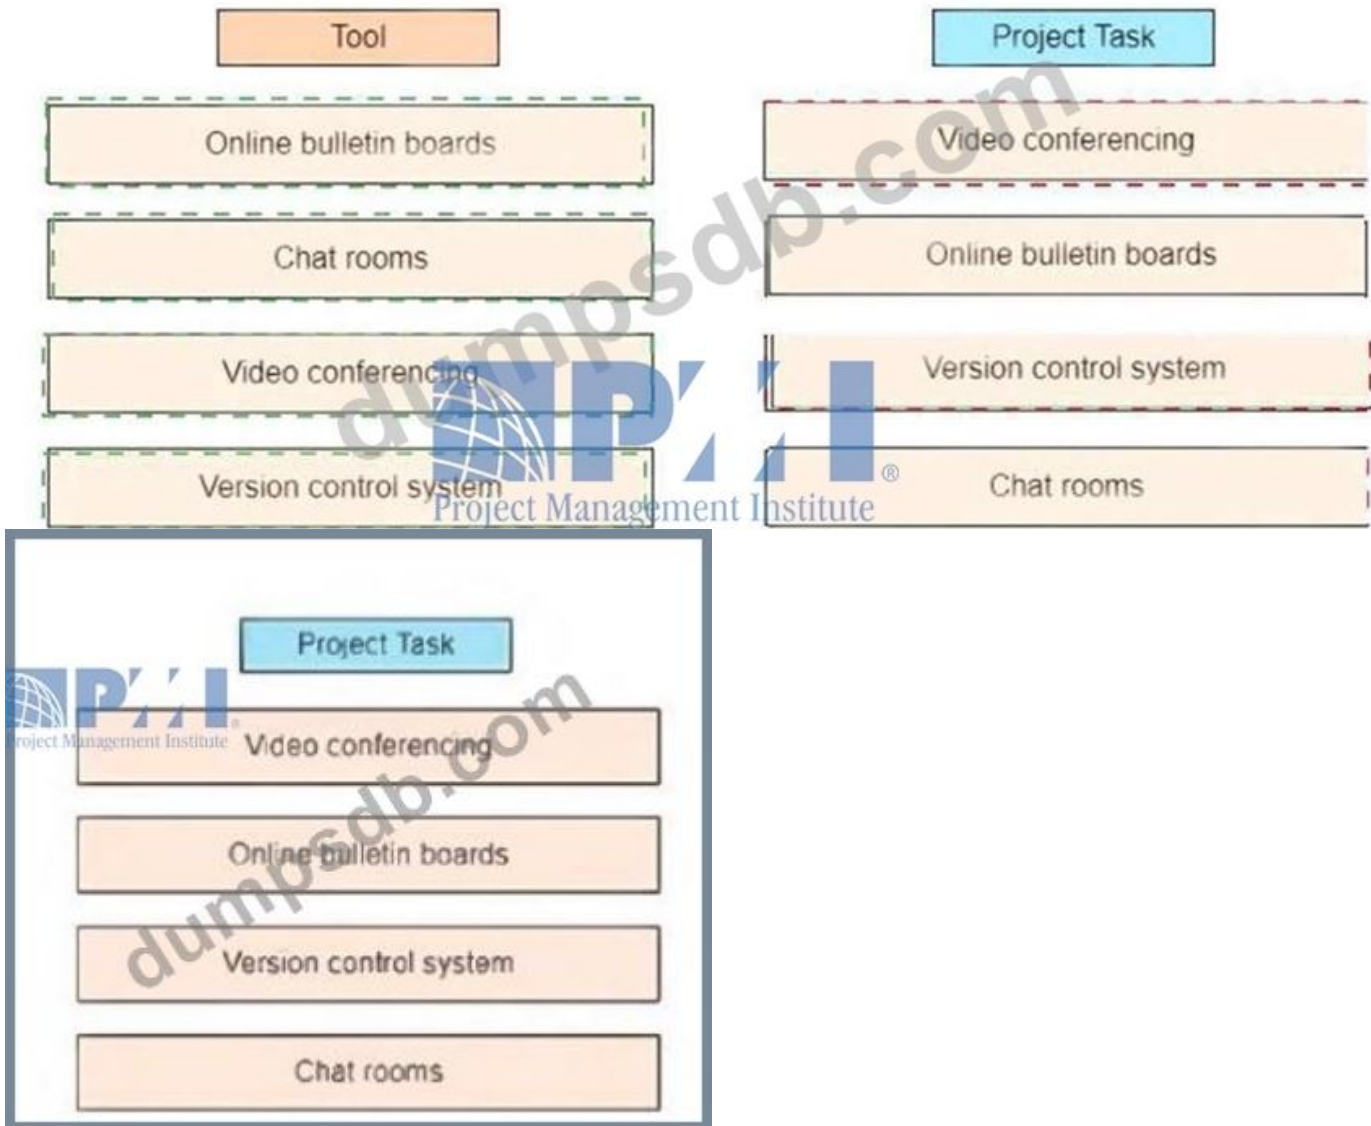 Tool
Project Task
Online bulletin boards
Video conferencing
Chat rooms
Online bulletin boards
Video conferencing
Version control system
Version control system
Chat rooms
dumpsdb.com
PMI
®
Project Management Institute
Project Task
PMI
®
Project Management Institute
Video conferencing
Online bulletin boards
Version control system
Chat rooms
dumpsdb.com